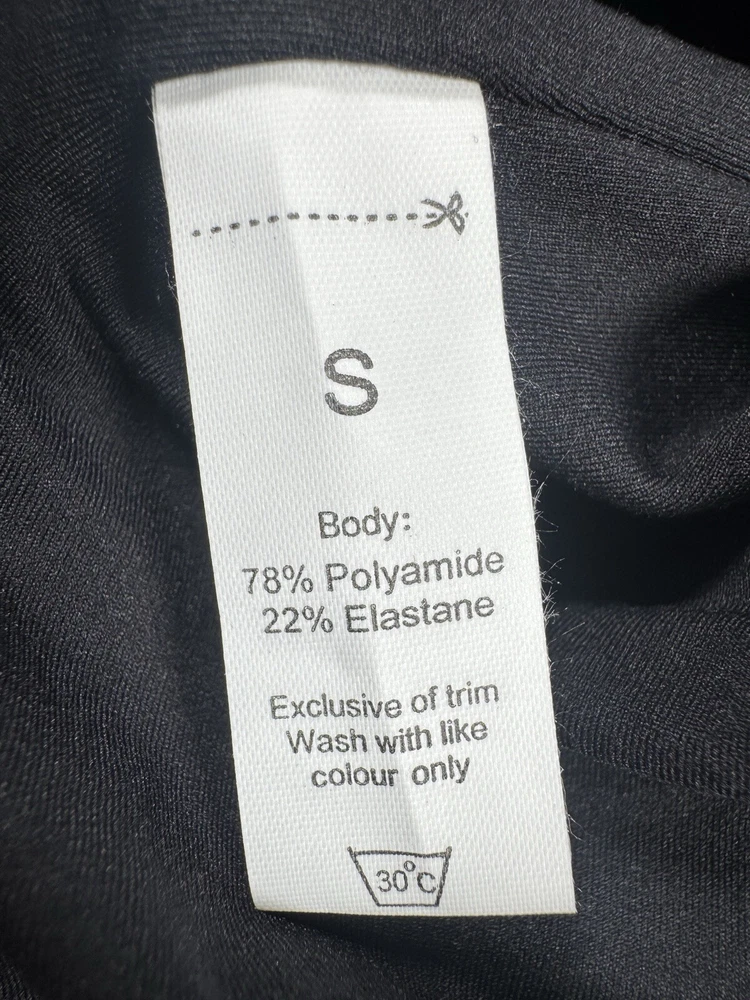 S
Body:
78% Polyamide
22% Elastane
Exclusive of trim
Wash with like
colour only
30°C